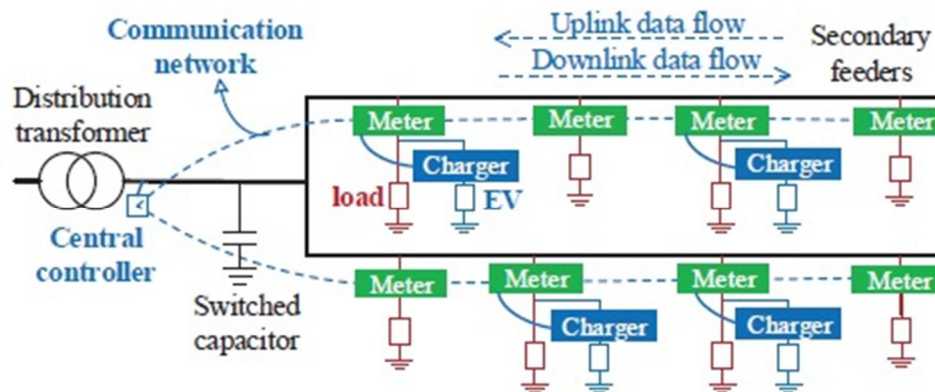 Communication
network
Uplink data flow
Downlink data flow
Secondary
feeders
Distribution
transformer
Meter
Meter
Meter
Meter
Charger
Charger
load
EV
Central
controller
Switched
capacitor
Meter
Meter
Meter
Meter
Charger
Charger